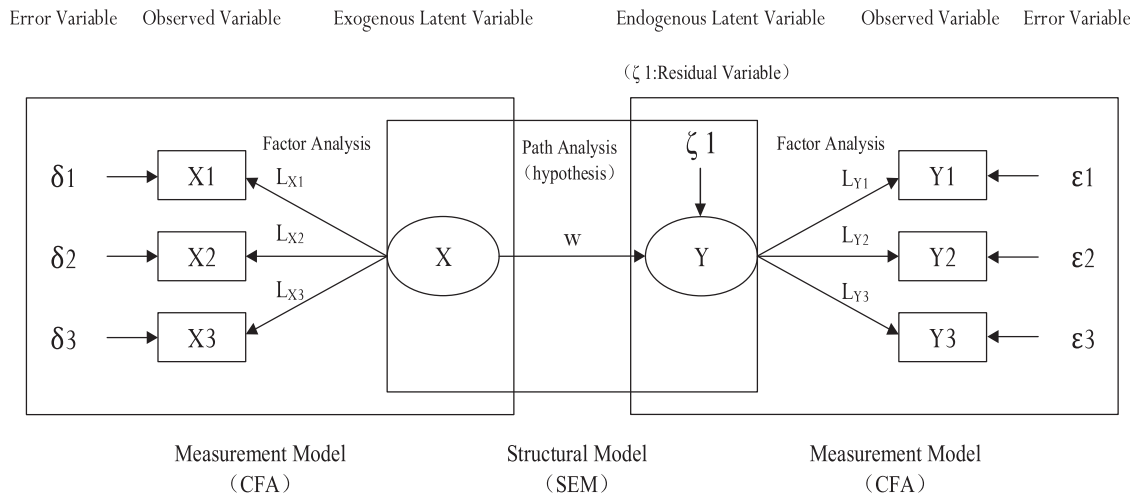 Error Variable Observed Variable Exogenous Latent Variable Endogenous Latent Variable Observed Variable Error Variable
（ζ 1:Residual Variable）
Factor Analysis Path Analysis ζ 1 Factor Analysis
（hypothesis）
δ1 X1 LX1 LY1 Y1 ε1
δ2 X2 LX2 X w Y LY2 Y2 ε2
δ3 X3 LX3 LY3 Y3 ε3
Measurement Model Structural Model Measurement Model
（CFA） （SEM） （CFA）